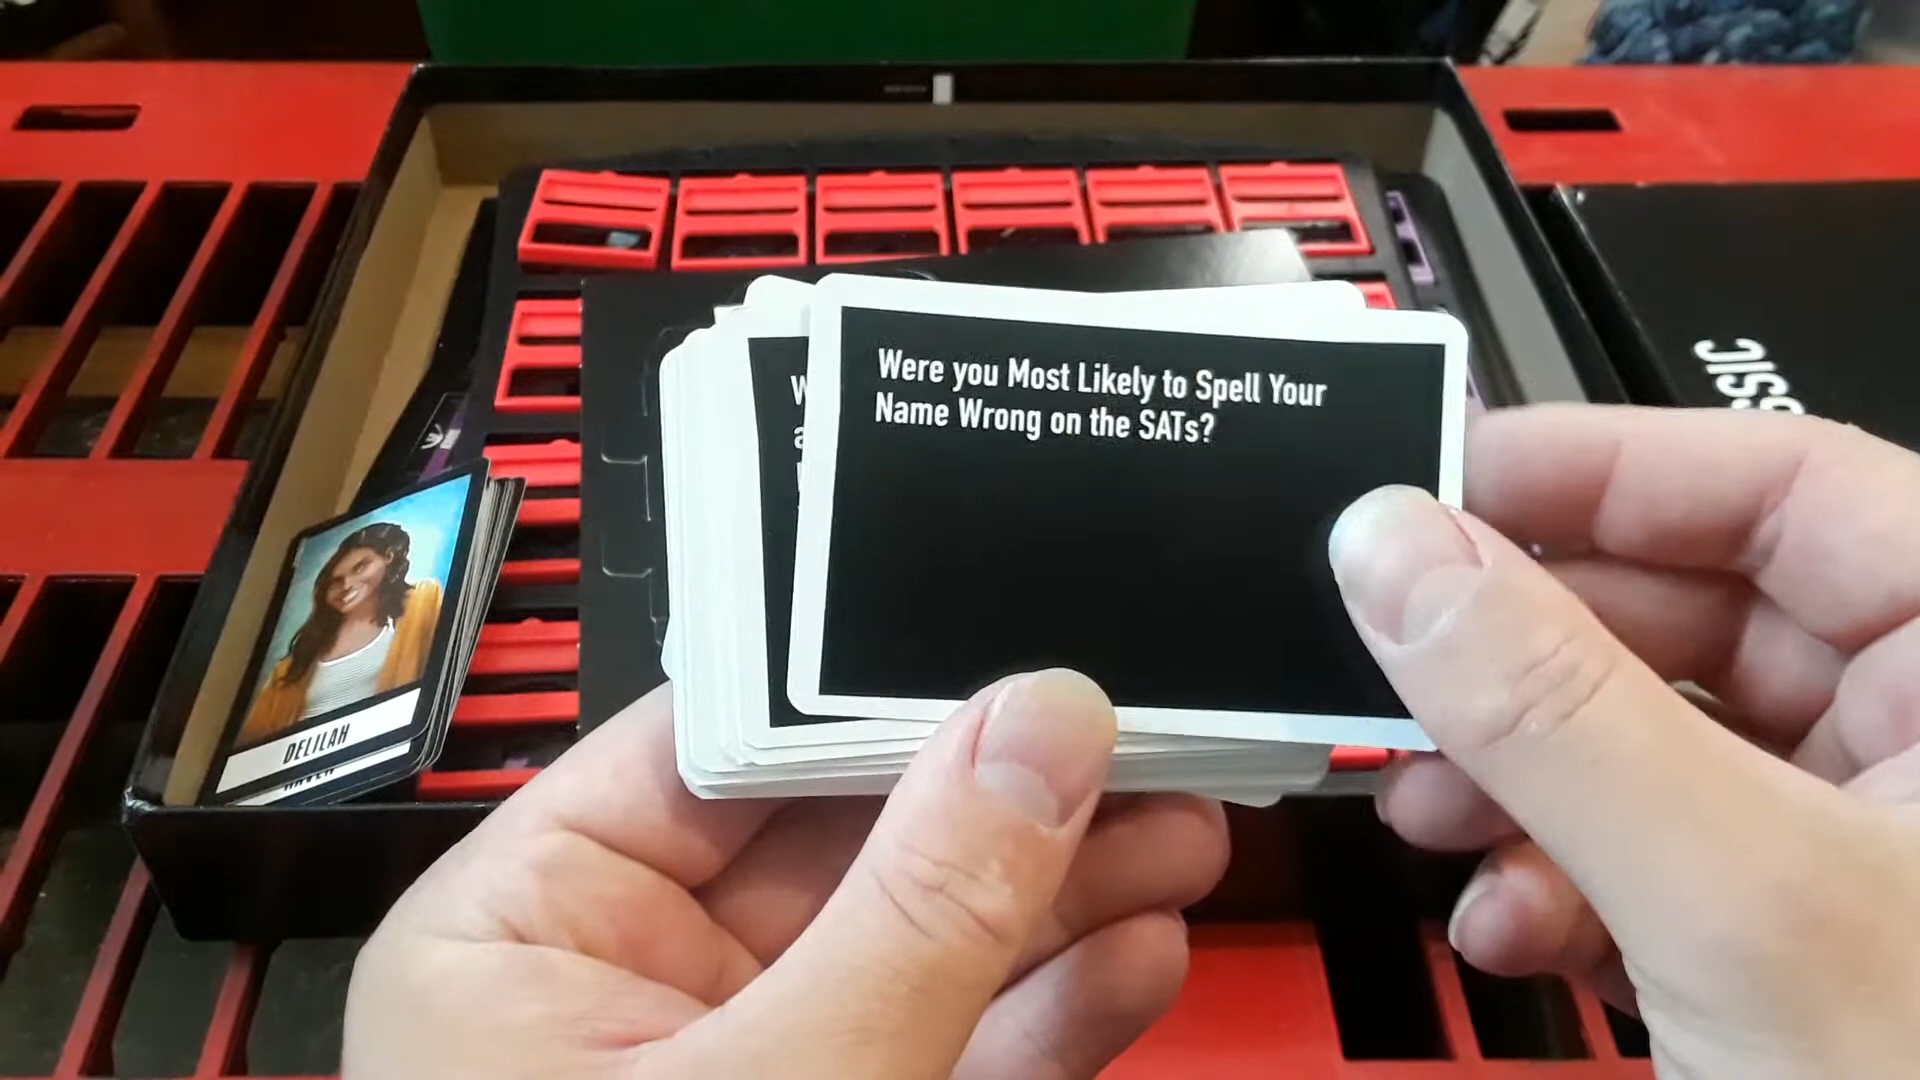 Were you Most Likely to Spell Your
Name Wrong on the SATs?
W
a
DELILAH